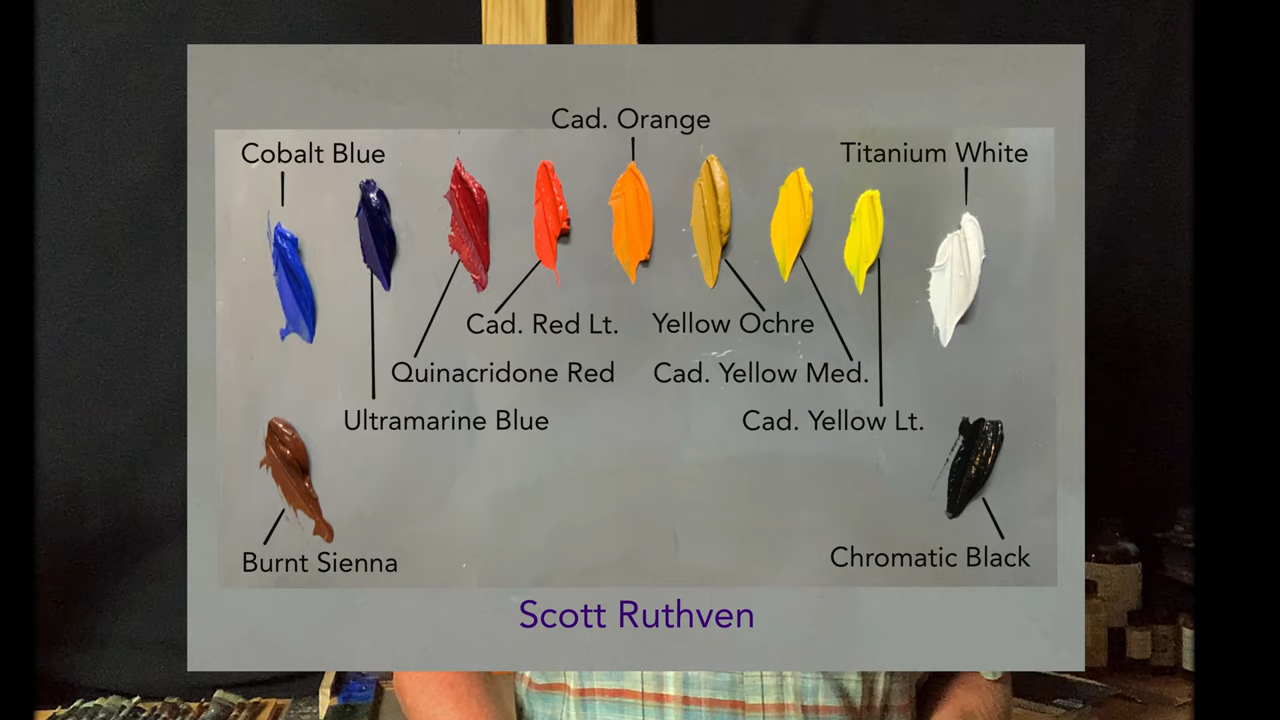 Cad. Orange
Cobalt Blue
Titanium White
Cad. Red Lt.
Yellow Ochre
Quinacridone Red
Cad. Yellow Med.
Ultramarine Blue
Cad. Yellow Lt.
Burnt Sienna
Chromatic Black
Scott Ruthven